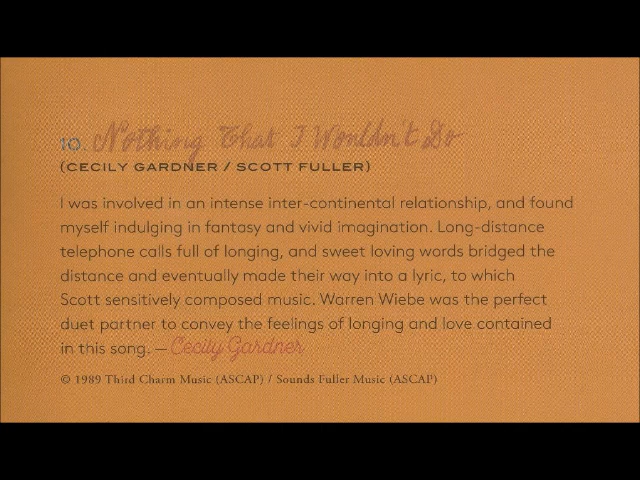 10. Nothing That I Wouldn't Do
(CECILY GARDNER / SCOTT FULLER)
I was involved in an intense inter-continental relationship, and found
myself indulging in fantasy and vivid imagination. Long-distance
telephone calls full of longing, and sweet loving words bridged the
distance and eventually made their way into a lyric, to which
Scott sensitively composed music. Warren Wiebe was the perfect
duet partner to convey the feelings of longing and love contained
in this song. — Cecily Gardner
© 1989 Third Charm Music (ASCAP) / Sounds Fuller Music (ASCAP)